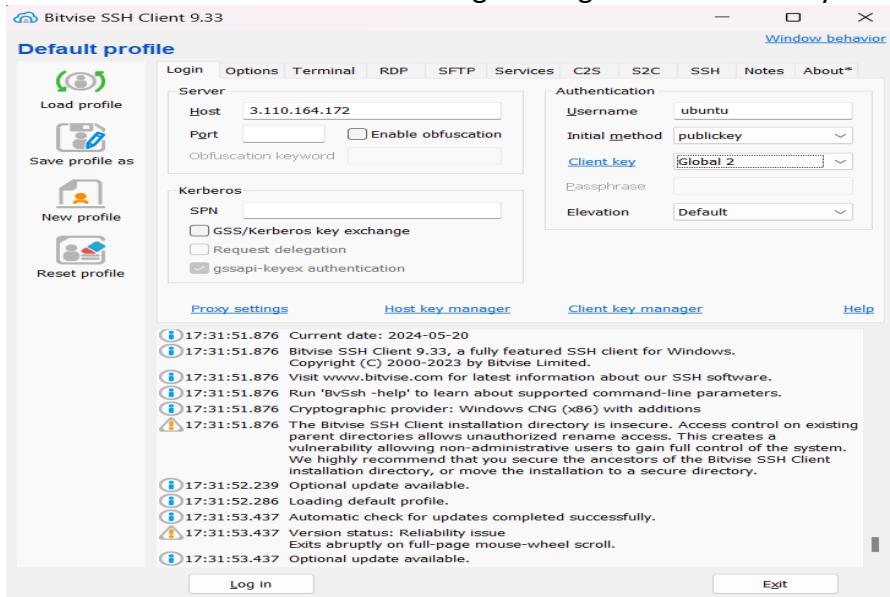 Bitvise SSH Client 9.33
Default profile
Window behavior
Load profile
Save profile as
New profile
Reset profile
Login Options Terminal RDP SFTP Services C2S S2C SSH Notes About*
Server
Host 3.110.164.172
Port Enable obfuscation
Obfuscation keyword
Kerberos
SPN
GSS/Kerberos key exchange
Request delegation
gssapi-keyex authentication
Authentication
Username ubuntu
Initial method publickey
Client key Global 2
Passphrase
Elevation Default
Proxy settings Host key manager Client key manager Help
17:31:51.876 Current date: 2024-05-20
17:31:51.876 Bitvise SSH Client 9.33, a fully featured SSH client for Windows.
Copyright (C) 2000-2023 by Bitvise Limited.
17:31:51.876 Visit www.bitvise.com for latest information about our SSH software.
17:31:51.876 Run 'BvSsh -help' to learn about supported command-line parameters.
17:31:51.876 Cryptographic provider: Windows CNG (x86) with additions
17:31:51.876 The Bitvise SSH Client installation directory is insecure. Access control on existing
parent directories allows unauthorized rename access. This creates a
vulnerability allowing non-administrative users to gain full control of the system.
We highly recommend that you secure the ancestors of the Bitvise SSH Client
installation directory, or move the installation to a secure directory.
17:31:52.239 Optional update available.
17:31:52.286 Loading default profile.
17:31:53.437 Automatic check for updates completed successfully.
17:31:53.437 Version status: Reliability issue
Exits abruptly on full-page mouse-wheel scroll.
17:31:53.437 Optional update available.
Log in Exit